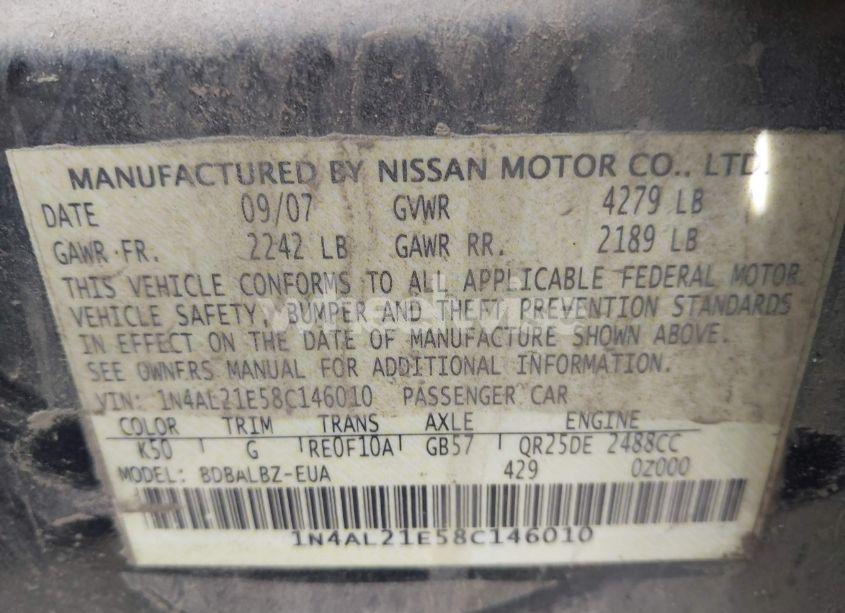 MANUFACTURED BY NISSAN MOTOR CO., LTD.
DATE 09/07 GVWR 4279 LB
GAWR FR. 2242 LB GAWR RR. 2189 LB
THIS VEHICLE CONFORMS TO ALL APPLICABLE FEDERAL MOTOR
VEHICLE SAFETY, BUMPER AND THEFT PREVENTION STANDARDS
IN EFFECT ON THE DATE OF MANUFACTURE SHOWN ABOVE.
SEE OWNERS MANUAL FOR ADDITIONAL INFORMATION.
VIN: 1N4AL21E58C146010 PASSENGER CAR
COLOR TRIM TRANS AXLE ENGINE
K50 G RE0F10A GB57 QR25DE 2488CC
MODEL: BDBALBZ-EUA 429 0Z000
1N4AL21E58C146010